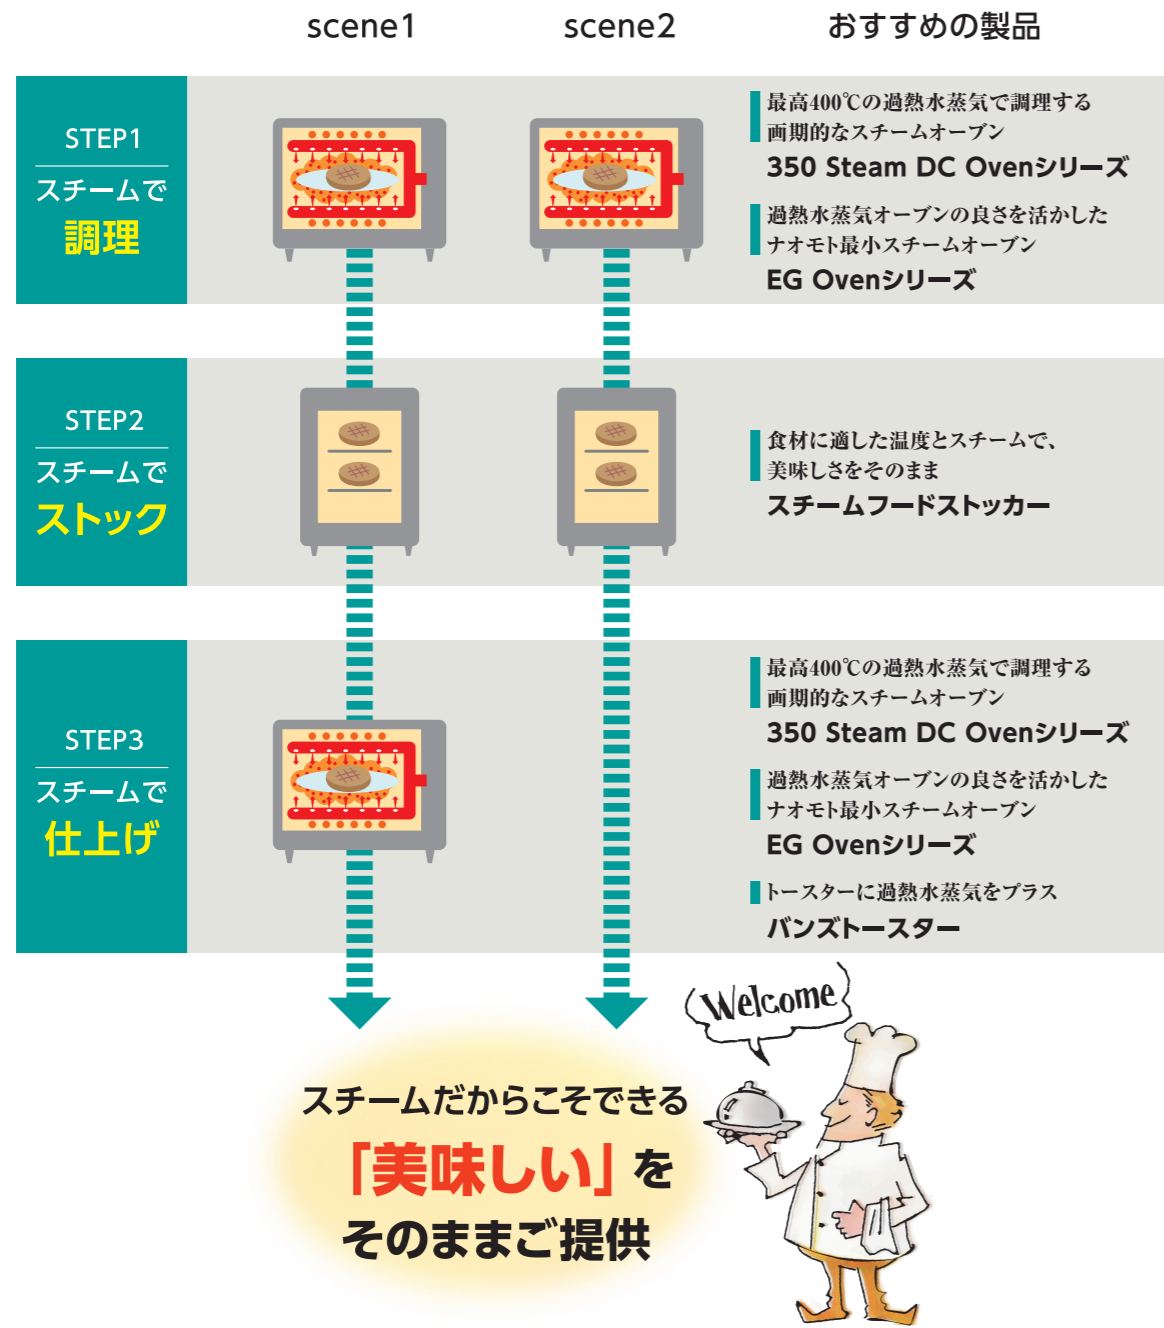 scene1
scene2
おすすめの製品
STEP1
スチームで
調理
最高400℃の過熱水蒸気で調理する
画期的なスチームオーブン
350 Steam DC Ovenシリーズ
過熱水蒸気オーブンの良さを活かした
ナオモト最小スチームオーブン
EG Ovenシリーズ
STEP2
スチームで
ストック
食材に適した温度とスチームで、
美味しさをそのまま
スチームフードストッカー
STEP3
スチームで
仕上げ
最高400℃の過熱水蒸気で調理する
画期的なスチームオーブン
350 Steam DC Ovenシリーズ
過熱水蒸気オーブンの良さを活かした
ナオモト最小スチームオーブン
EG Ovenシリーズ
トースターに過熱水蒸気をプラス
バンズトースター
Welcome
スチームだからこそできる
「美味しい」を
そのままご提供